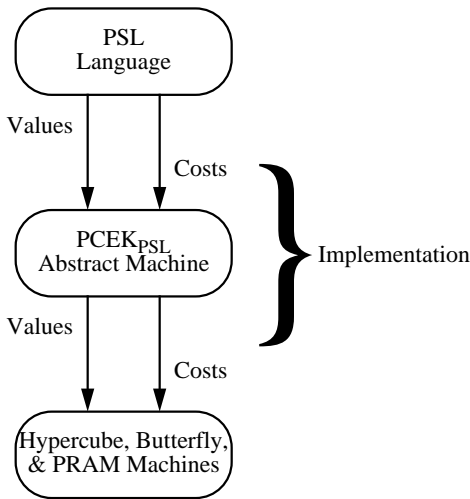 PSL
Language
Values
Costs
PCEK_PSL
Abstract Machine
Implementation
Values
Costs
Hypercube, Butterfly,
& PRAM Machines